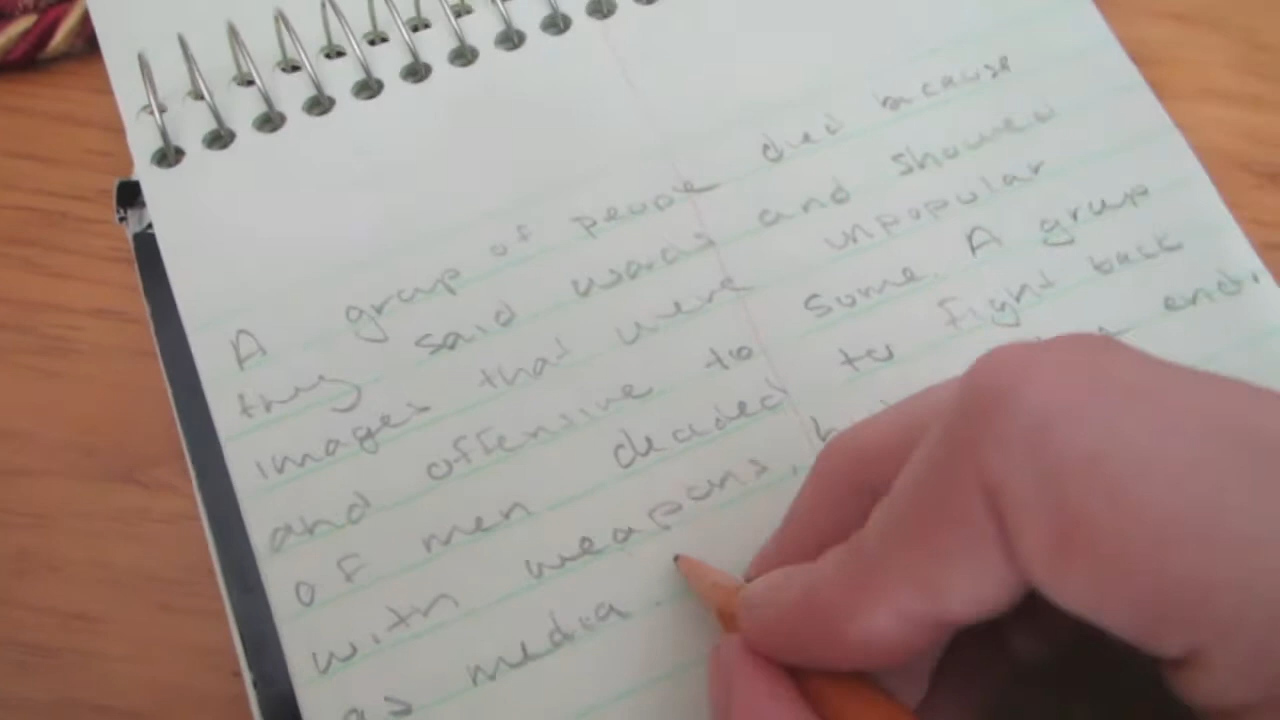 A group of people died because
they said words and showed
images that were unpopular
and offensive to some. A group
of men decided to fight back
with weapons, end.
as media.